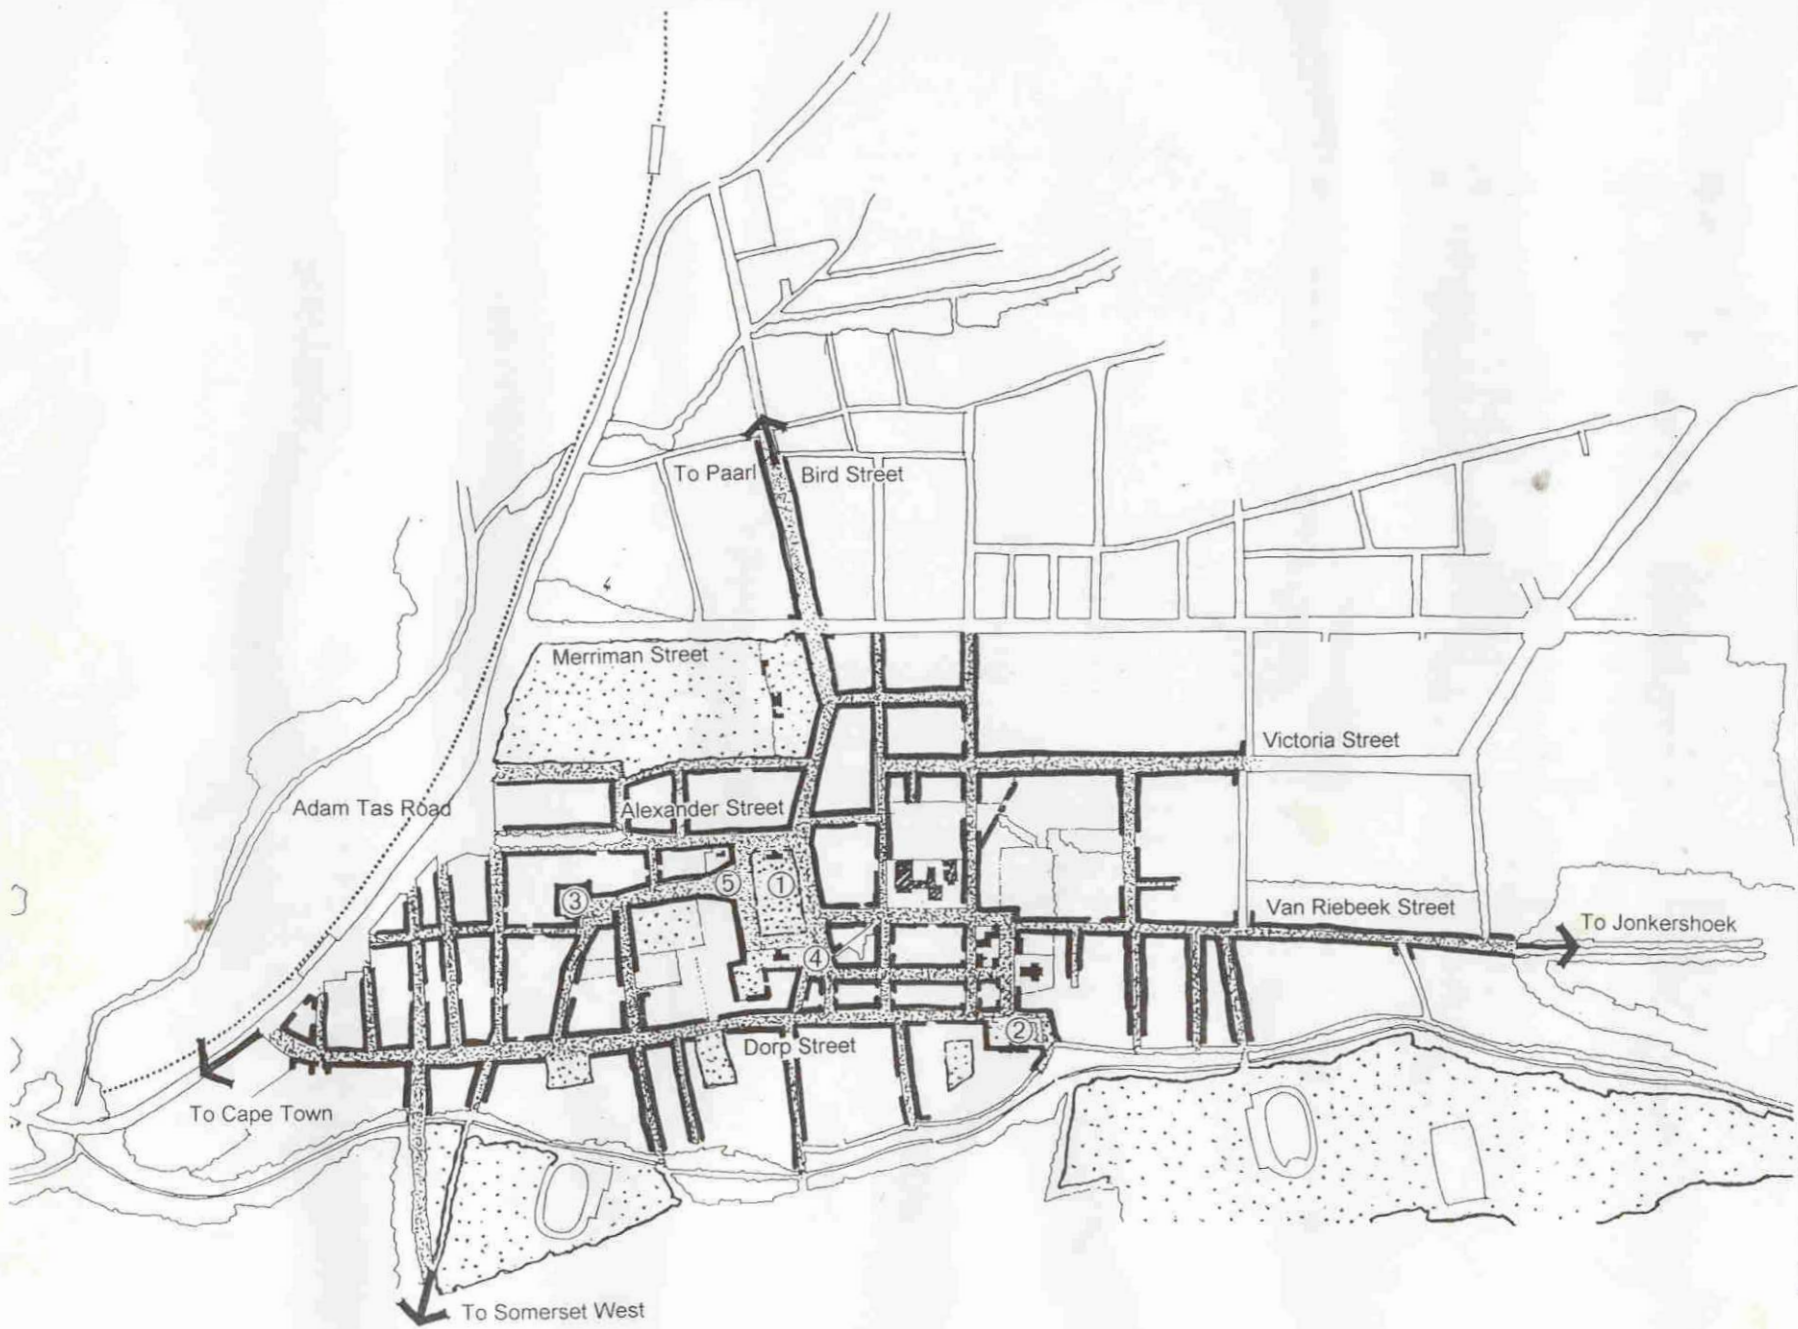 To Paarl
Bird Street
4
Merriman Street
Victoria Street
Adam Tas Road
Alexander Street
5
1
3
Van Riebeek Street
To Jonkershoek
4
2
Dorp Street
To Cape Town
To Somerset West